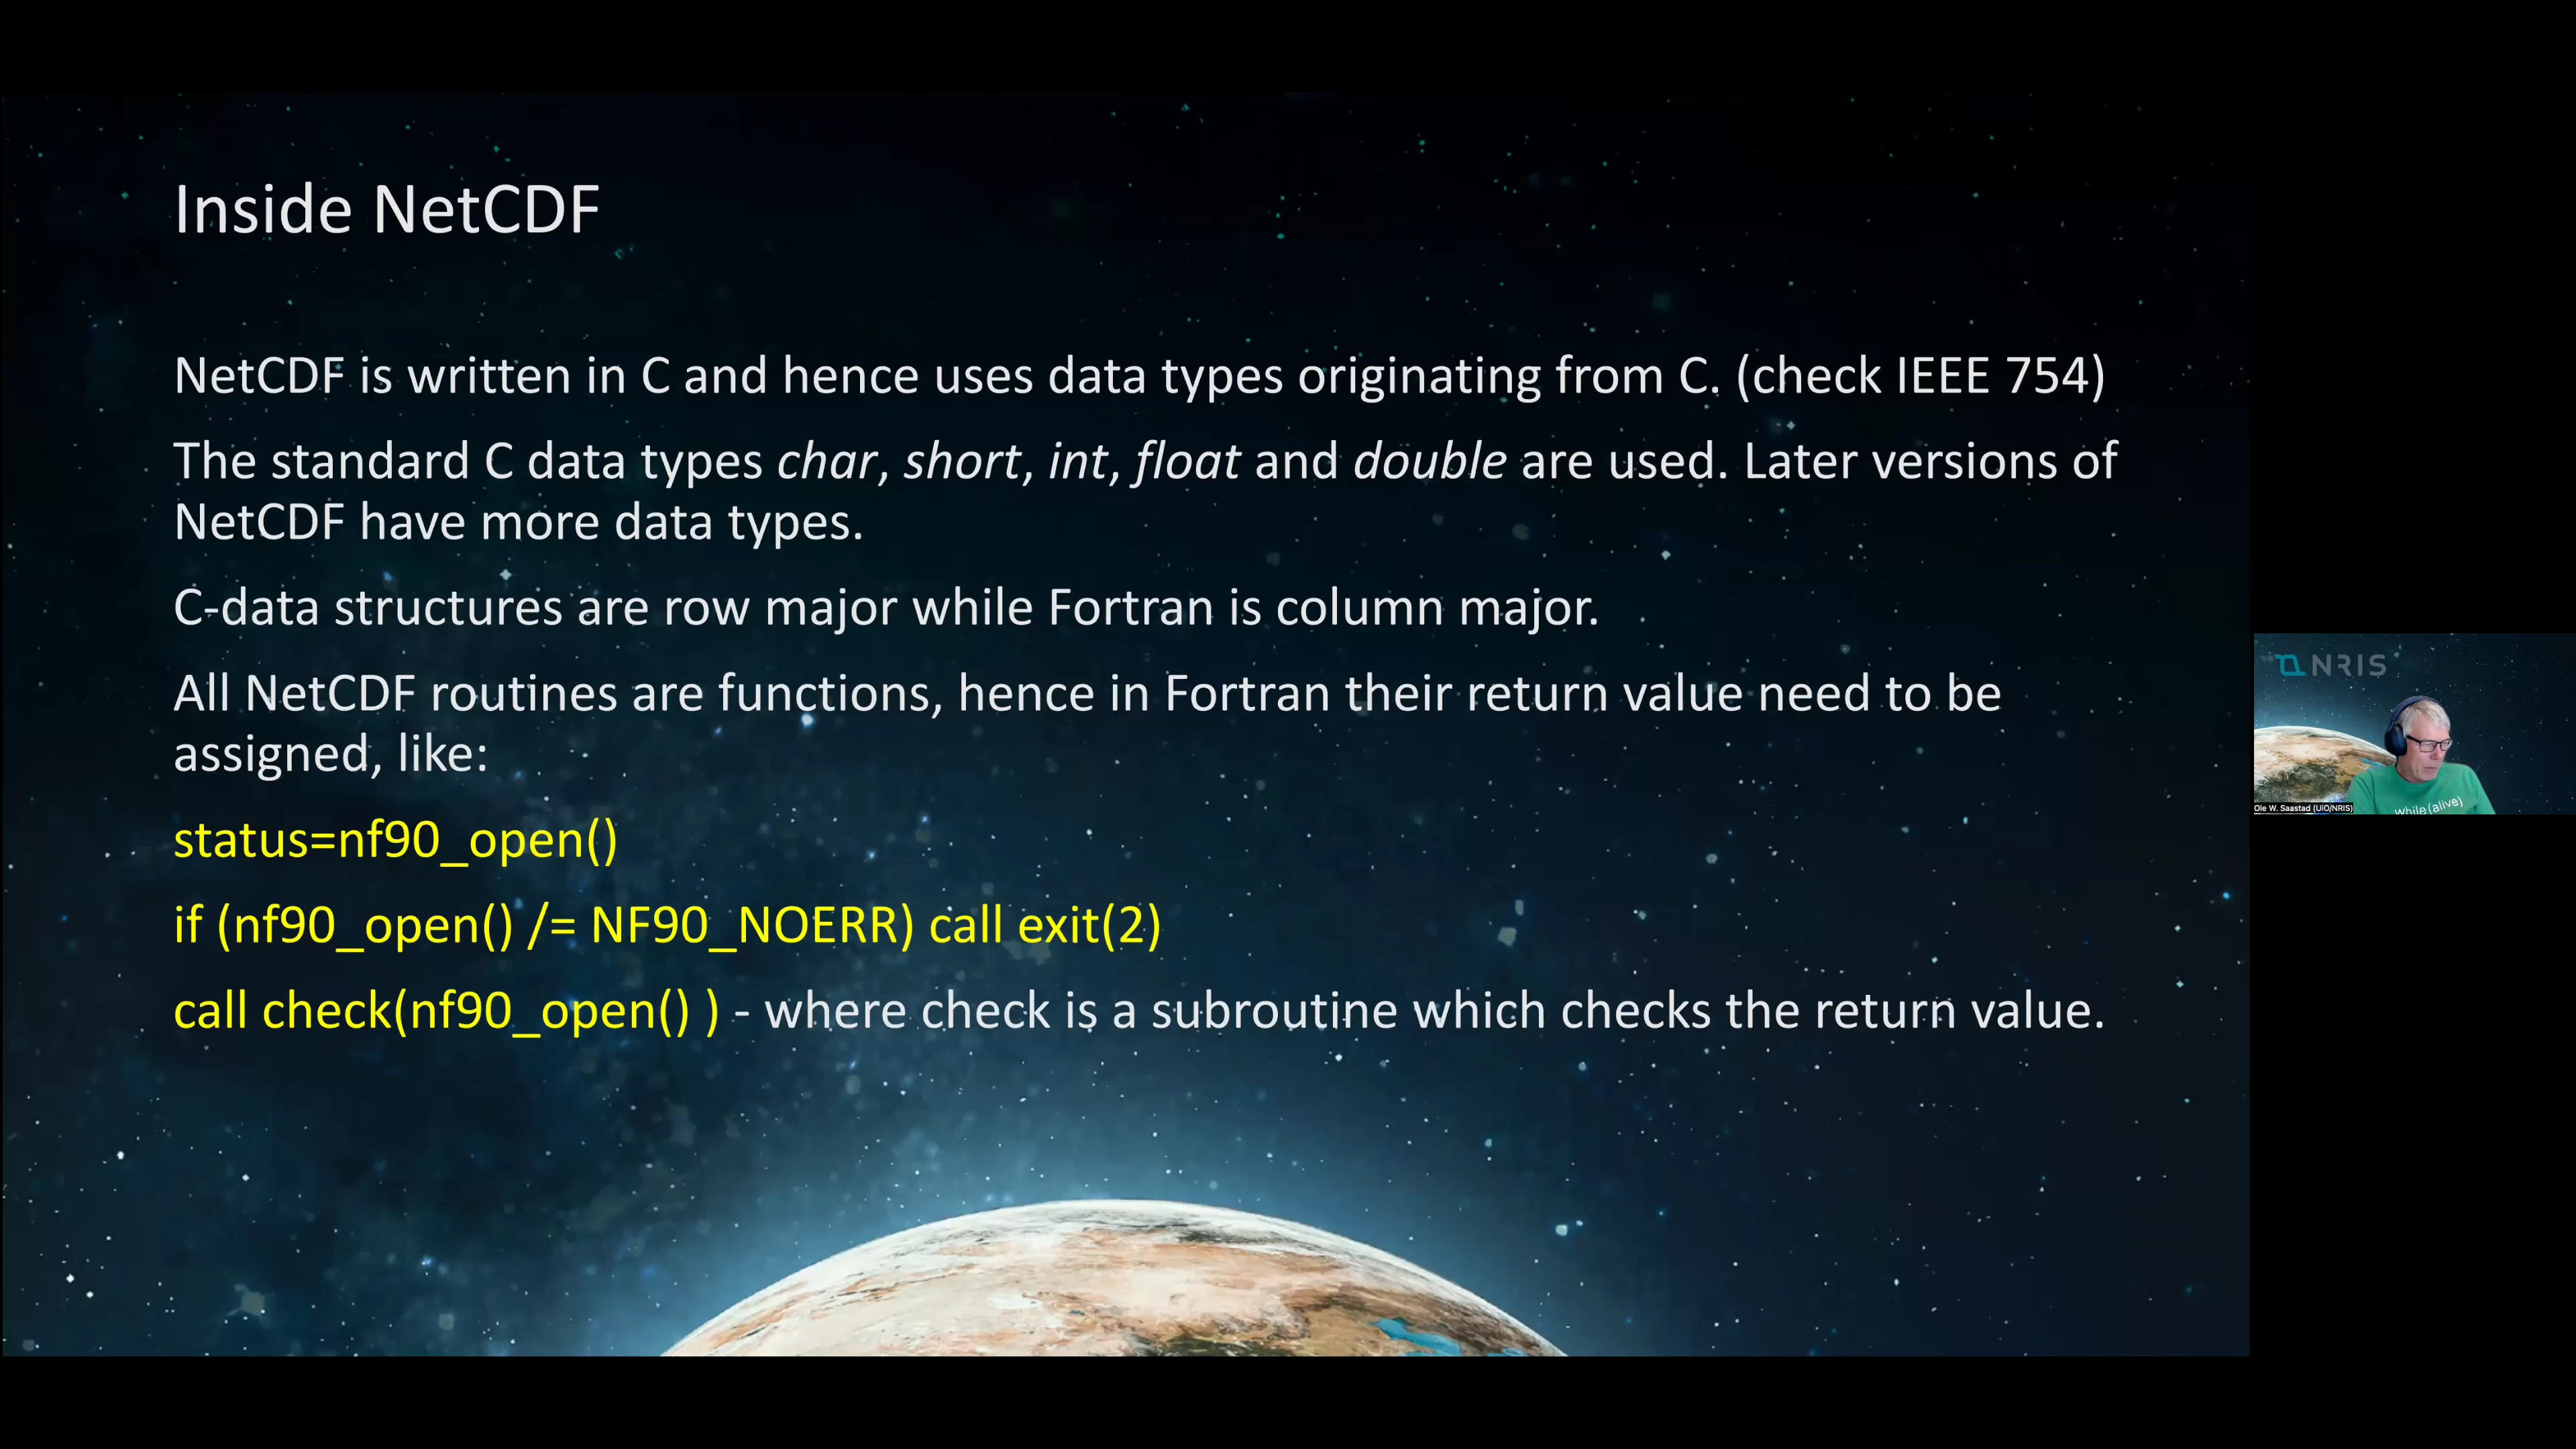 Inside NetCDF
NetCDF is written in C and hence uses data types originating from C. (check IEEE 754)
The standard C data types char, short, int, float and double are used. Later versions of
NetCDF have more data types.
C-data structures are row major while Fortran is column major.
All NetCDF routines are functions, hence in Fortran their return value need to be
assigned, like:
status=nf90_open()
if (nf90_open() /= NF90_NOERR) call exit(2)
call check(nf90_open() ) - where check is a subroutine which checks the return value.
NRIS
while(alive)
Ole W. Saastad (UiO/NRIS)